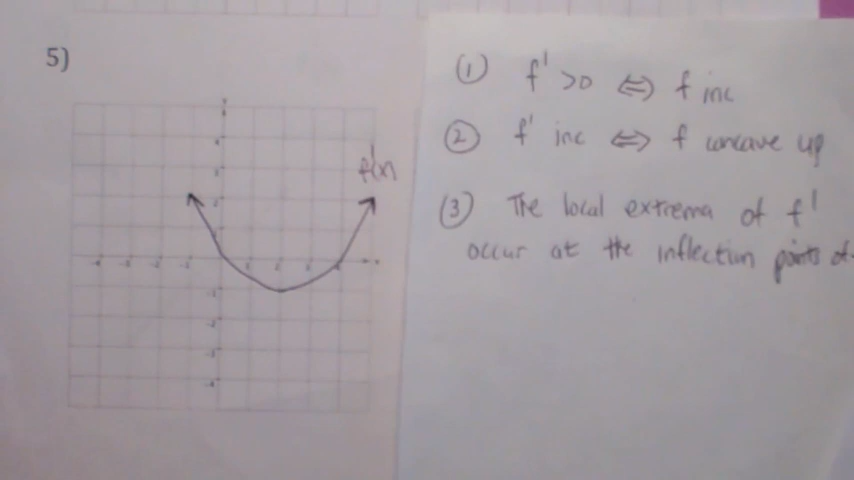 5)
① f' >0 ⇔ f inc
② f' inc ⇔ f concave up
f'(x)
③ The local extrema of f'
occur at the inflection points of